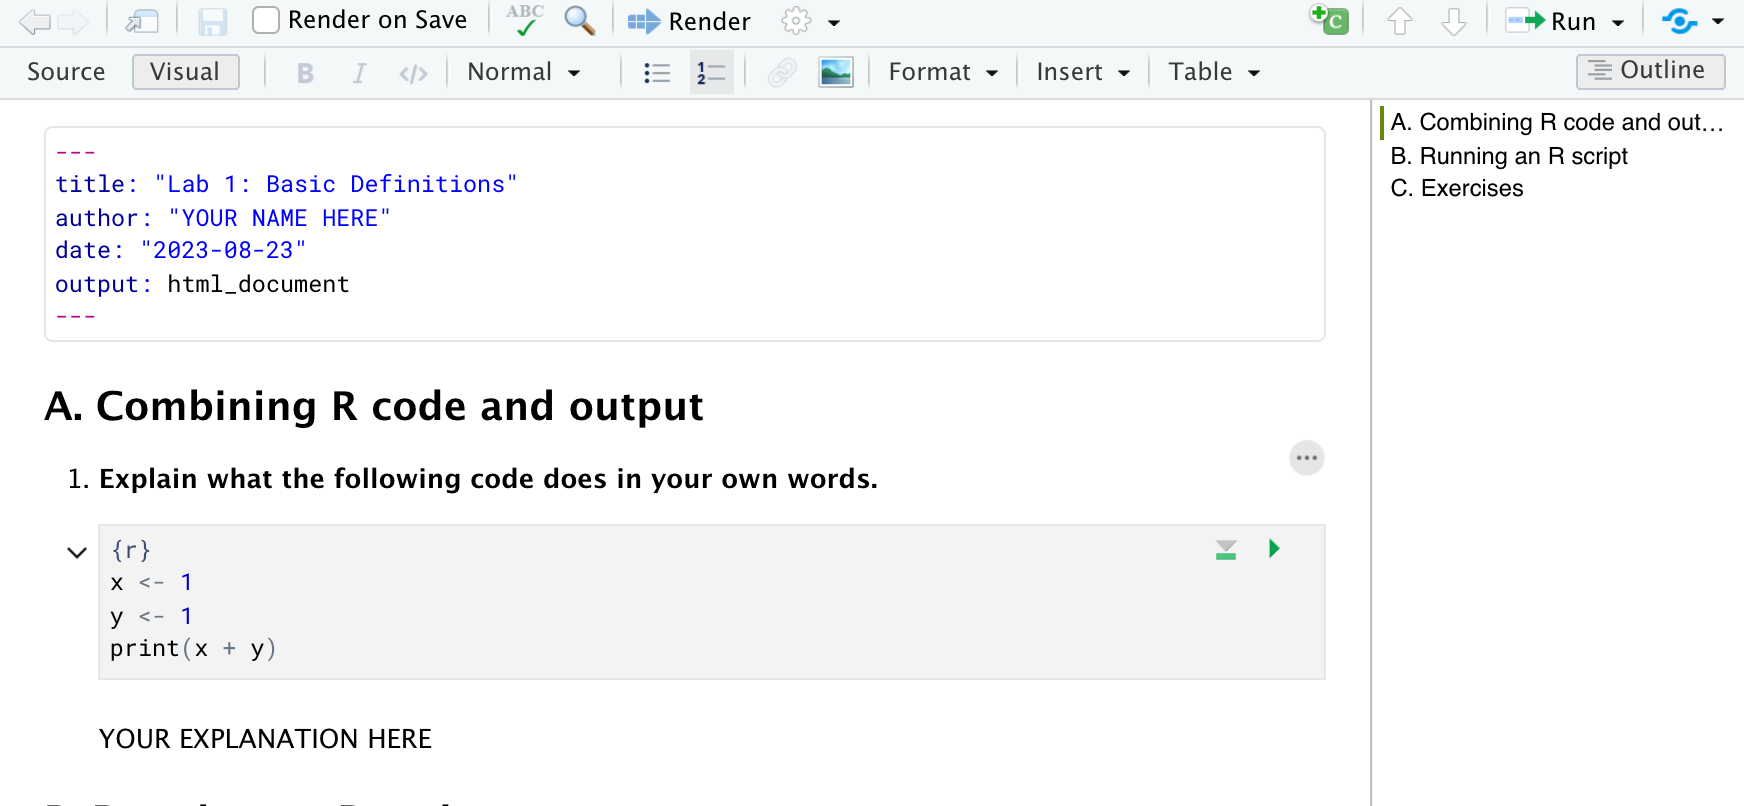 Render on Save
ABC
Render
C
Run
Source
Visual
B
I
</>
Normal
1
2
Format
Insert
Table
Outline
---
title: "Lab 1: Basic Definitions"
author: "YOUR NAME HERE"
date: "2023-08-23"
output: html_document
---
A. Combining R code and output
1. Explain what the following code does in your own words.
{r}
x <- 1
y <- 1
print(x + y)
YOUR EXPLANATION HERE
A. Combining R code and out…
B. Running an R script
C. Exercises